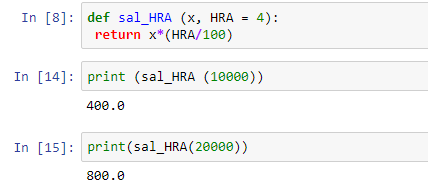 In [8]: def sal_HRA (x, HRA = 4):
return x*(HRA/100)
In [14]: print (sal_HRA (10000))
400.0
In [15]: print(sal_HRA(20000))
800.0